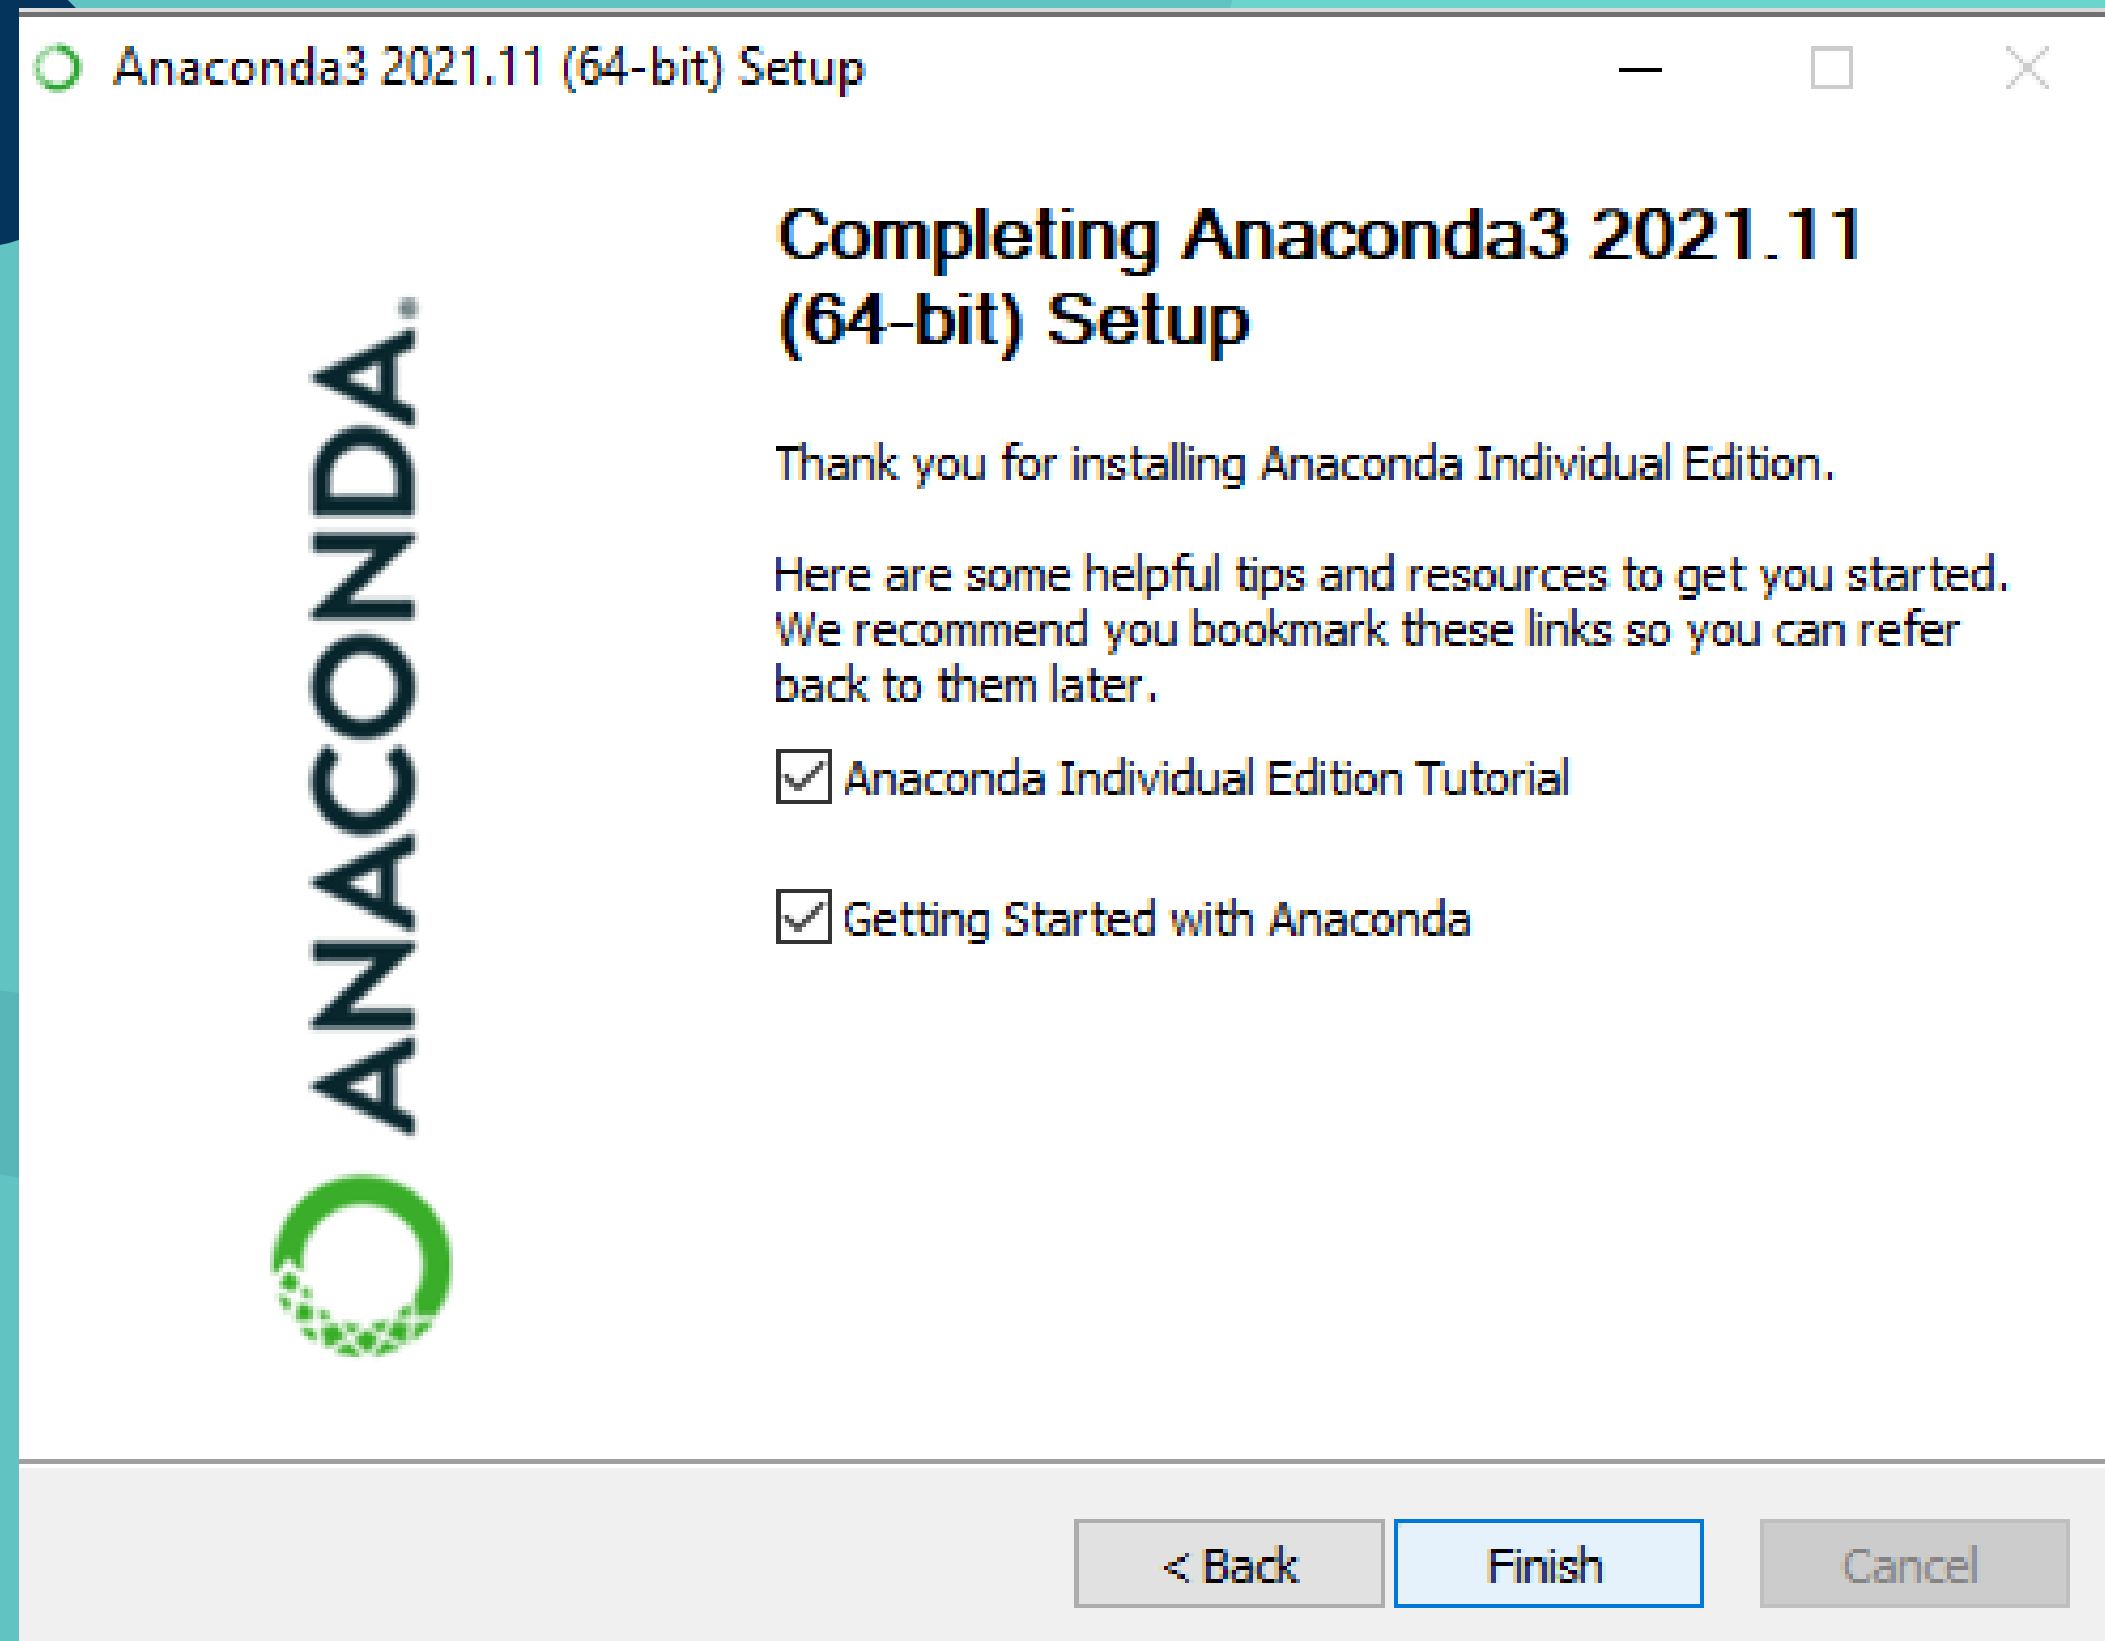 Anaconda3 2021.11 (64-bit) Setup
ANACONDA.
Completing Anaconda3 2021.11
(64-bit) Setup
Thank you for installing Anaconda Individual Edition.
Here are some helpful tips and resources to get you started.
We recommend you bookmark these links so you can refer
back to them later.
Anaconda Individual Edition Tutorial
Getting Started with Anaconda
< Back
Finish
Cancel